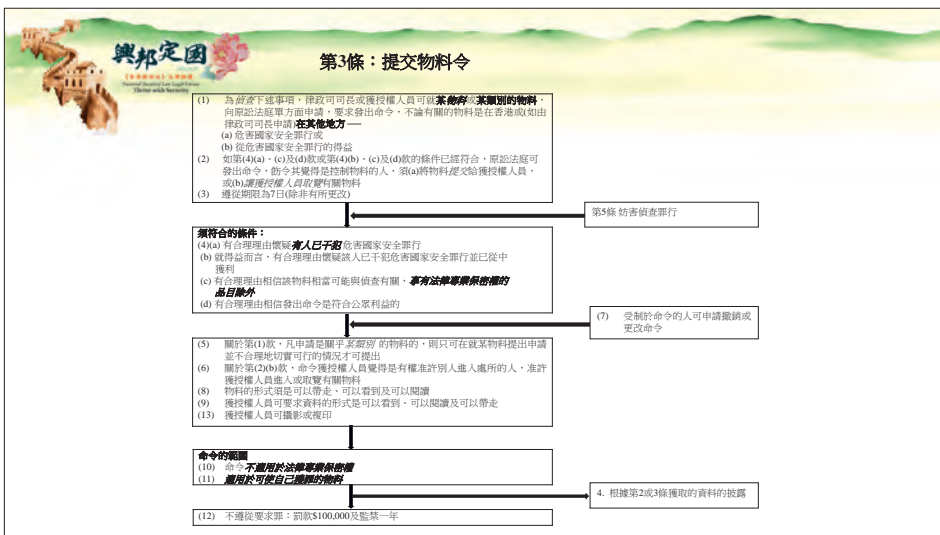 興邦定國
《香港國安法》法律論壇
National Security Law Legal Forum
Thrive with Security
第3條：提交物料令
(1) 為偵查下述事項，律政司司長或獲授權人員可就某物料或某類別的物料，
向原訟法庭單方面申請，要求發出命令，不論有關的物料是在香港或(如由
律政司司長申請)在其他地方 ──
(a) 危害國家安全罪行或
(b) 從危害國家安全罪行的得益
(2) 如第(4)(a)、(c)及(d)款或第(4)(b)、(c)及(d)款的條件已經符合，原訟法庭可
發出命令，飭令其覺得是控制物料的人，須(a)將物料提交給獲授權人員，
或(b)讓獲授權人員取覽有關物料
(3) 遵從期限為7日(除非有所更改)
第5條 妨害偵查罪行
須符合的條件：
(4)(a) 有合理理由懷疑有人已干犯危害國家安全罪行
(b) 就得益而言，有合理理由懷疑該人已干犯危害國家安全罪行並已從中
獲利
(c) 有合理理由相信該物料相當可能與偵查有關，享有法律專業保密權的
品目除外
(d) 有合理理由相信發出命令是符合公眾利益的
(7) 受制於命令的人可申請撤銷或
更改命令
(5) 關於第(1)款，凡申請是關乎某類別 的物料的，則只可在就某物料提出申請
並不合理地切實可行的情況才可提出
(6) 關於第(2)(b)款，命令獲授權人員覺得是有權准許別人進入處所的人，准許
獲授權人員進入或取覽有關物料
(8) 物料的形式須是可以帶走、可以看到及可以閱讀
(9) 獲授權人員可要求資料的形式是可以看到、可以閱讀及可以帶走
(13) 獲授權人員可攝影或複印
命令的範圍
(10) 命令不適用於法律專業保密權
(11) 適用於可使自己獲罪的物料
4. 根據第2或3條獲取的資料的披露
(12) 不遵從要求罪：罰款$100,000及監禁一年